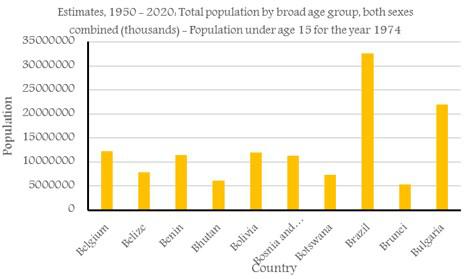 Estimates, 1950 - 2020: Total population by broad age group, both sexes
combined (thousands) - Population under age 15 for the year 1974
35000000
30000000
25000000
20000000
15000000
10000000
5000000
0
Population
Belgium
Belize
Benin
Bhutan
Bolivia
Bosnia and...
Botswana
Brazil
Brunei
Bulgaria
Country